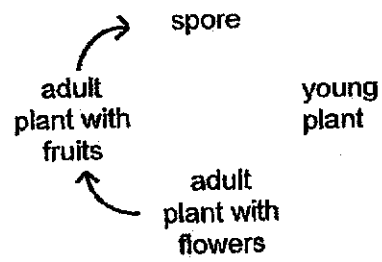 spore
adult
plant with
fruits
young
plant
adult
plant with
flowers